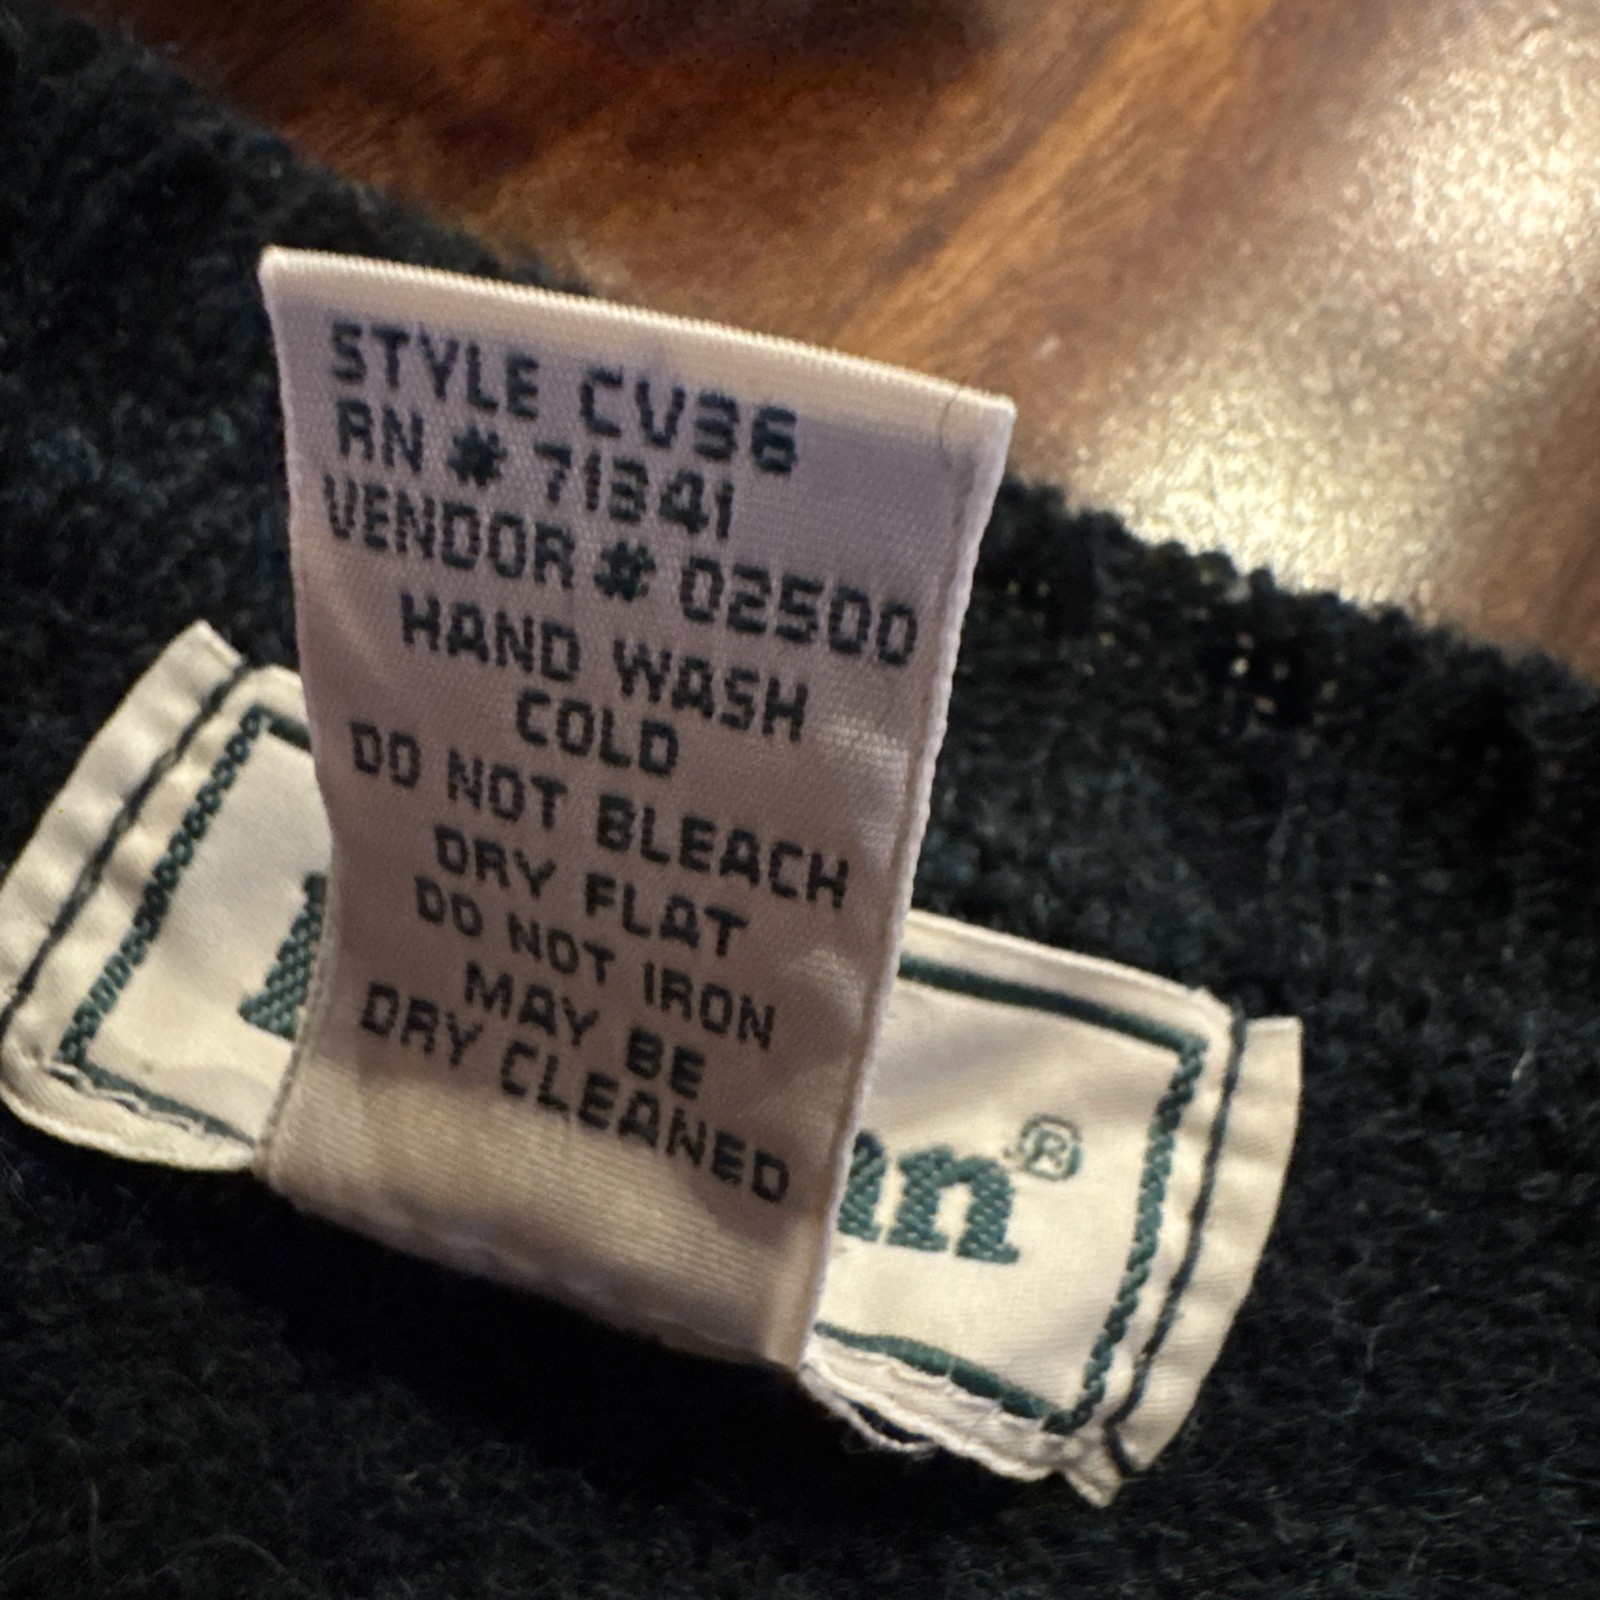 STYLE CV36
RN # 71341
VENDOR # 02500
HAND WASH
COLD
DO NOT BLEACH
DRY FLAT
DO NOT IRON
MAY BE
DRY CLEANED
®